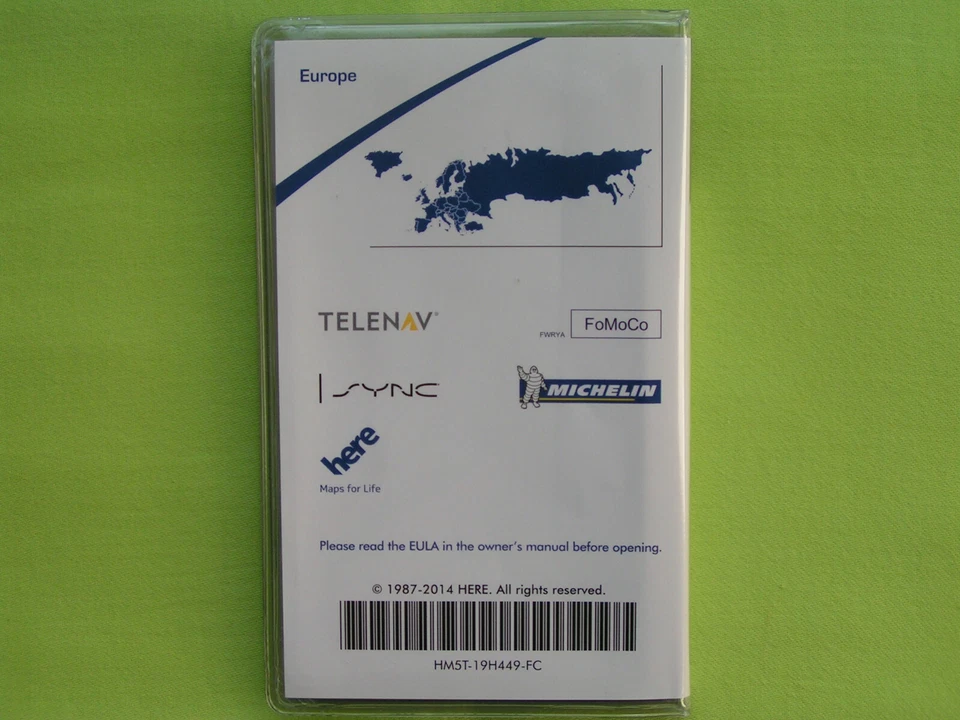 Europe
TELENAV®
FWRYA FoMoCo
SYNC
MICHELIN
here
Maps for Life
Please read the EULA in the owner's manual before opening.
© 1987-2014 HERE. All rights reserved.
HM5T-19H449-FC